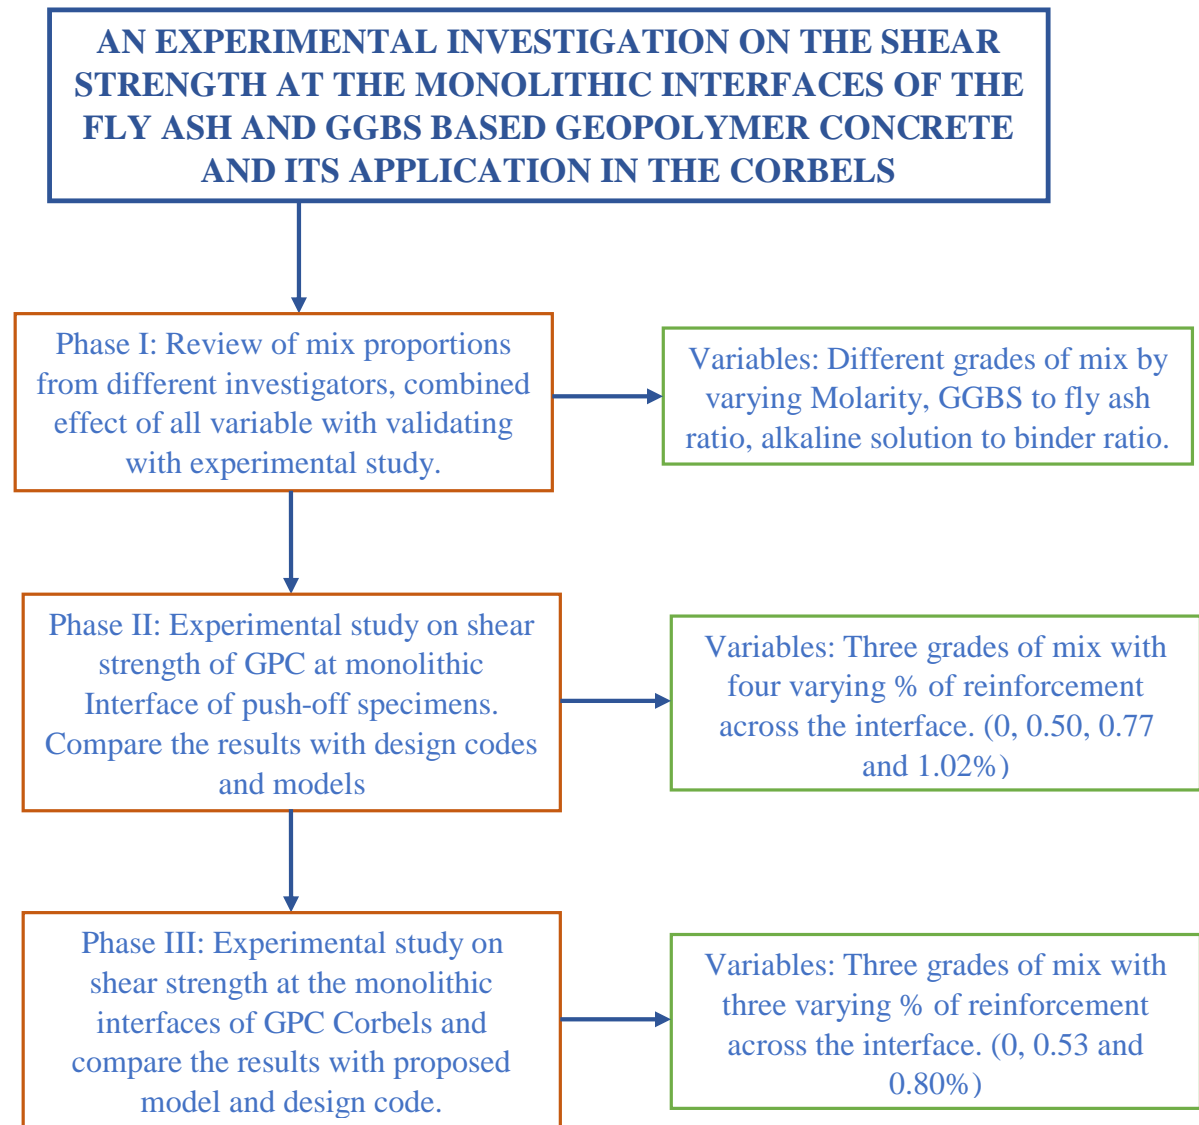 AN EXPERIMENTAL INVESTIGATION ON THE SHEAR
STRENGTH AT THE MONOLITHIC INTERFACES OF THE
FLY ASH AND GGBS BASED GEOPOLYMER CONCRETE
AND ITS APPLICATION IN THE CORBELS
Phase I: Review of mix proportions
from different investigators, combined
effect of all variable with validating
with experimental study.
Variables: Different grades of mix by
varying Molarity, GGBS to fly ash
ratio, alkaline solution to binder ratio.
Phase II: Experimental study on shear
strength of GPC at monolithic
Interface of push-off specimens.
Compare the results with design codes
and models
Variables: Three grades of mix with
four varying % of reinforcement
across the interface. (0, 0.50, 0.77
and 1.02%)
Phase III: Experimental study on
shear strength at the monolithic
interfaces of GPC Corbels and
compare the results with proposed
model and design code.
Variables: Three grades of mix with
three varying % of reinforcement
across the interface. (0, 0.53 and
0.80%)